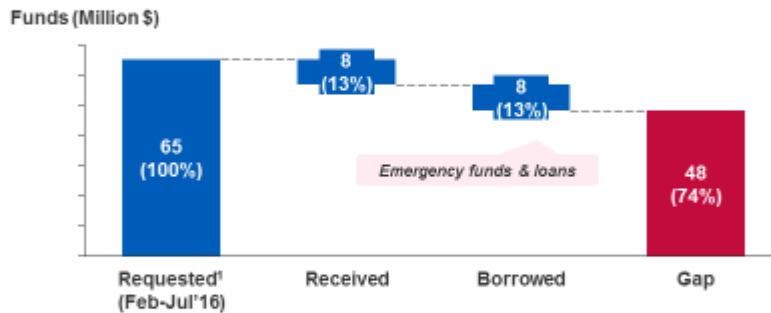 Funds (Million $)
8
(13%)
8
(13%)
65
(100%)
Emergency funds & loans
48
(74%)
Requested¹
(Feb-Jul'16)
Received
Borrowed
Gap